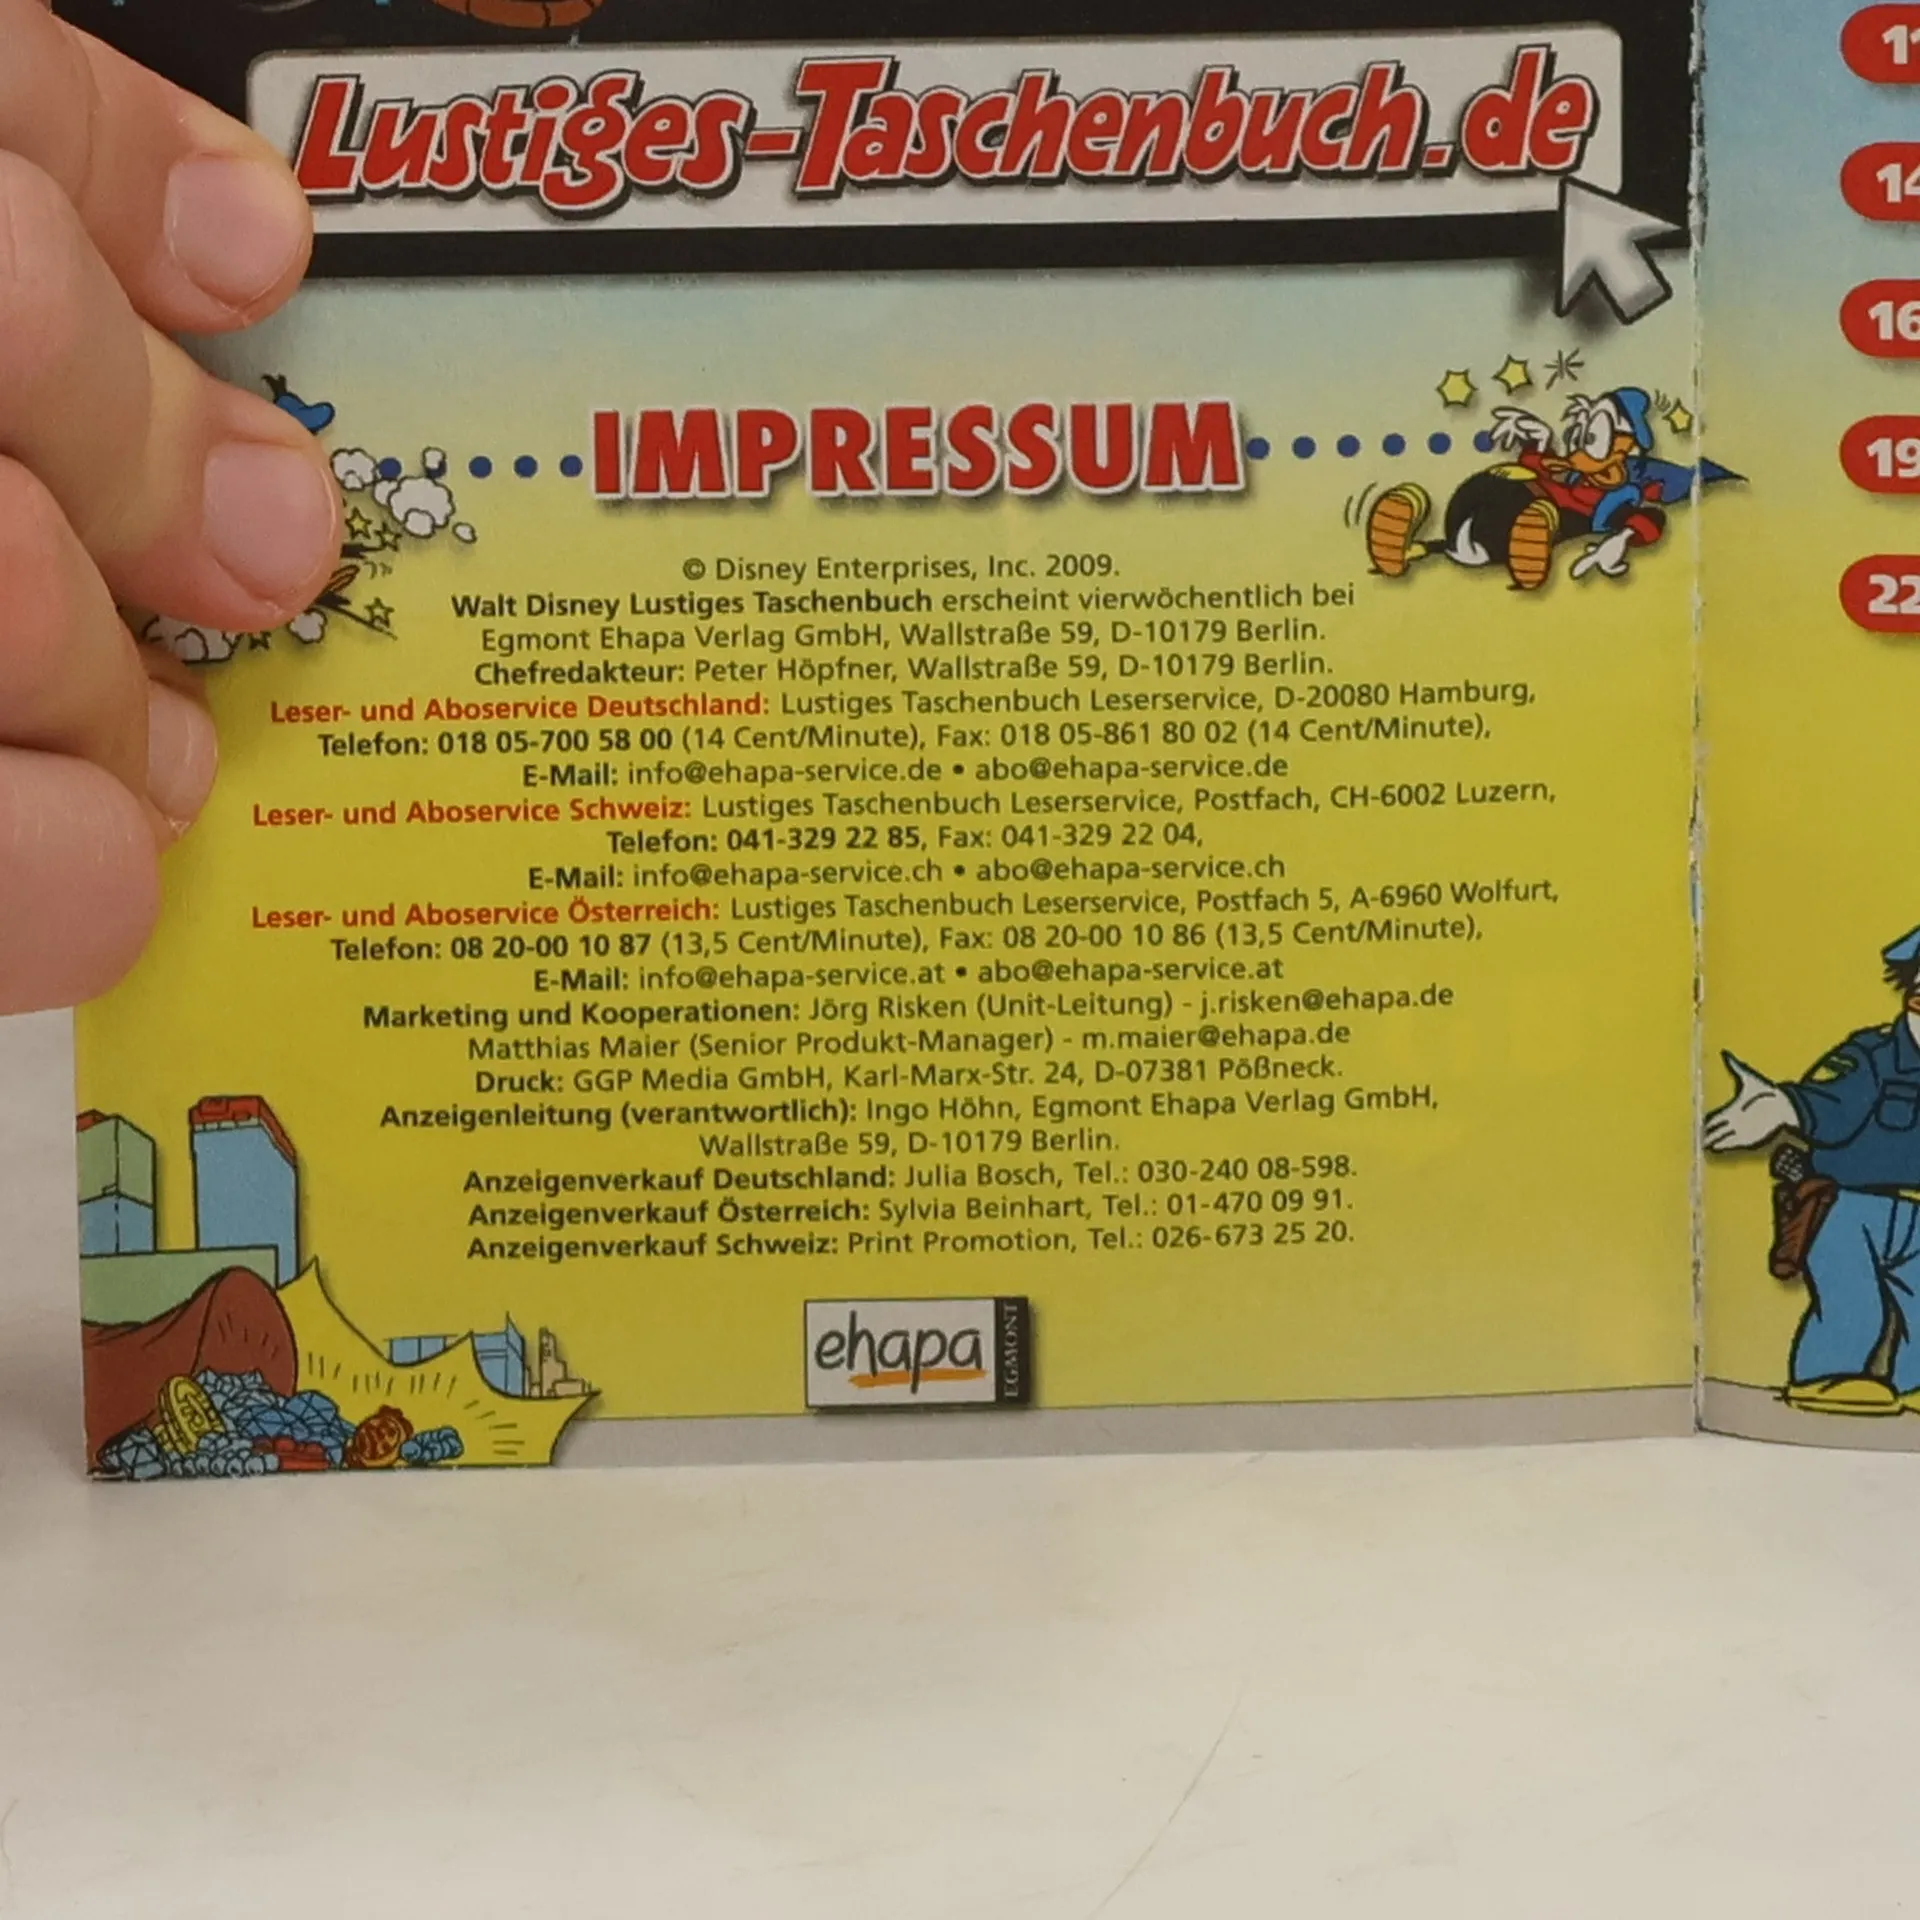 Lustiges-Taschenbuch.de
IMPRESSUM
© Disney Enterprises, Inc. 2009.
Walt Disney Lustiges Taschenbuch erscheint vierwöchentlich bei
Egmont Ehapa Verlag GmbH, Wallstraße 59, D-10179 Berlin.
Chefredakteur: Peter Höpfner, Wallstraße 59, D-10179 Berlin.
Leser- und Aboservice Deutschland: Lustiges Taschenbuch Leserservice, D-20080 Hamburg,
Telefon: 018 05-700 58 00 (14 Cent/Minute), Fax: 018 05-861 80 02 (14 Cent/Minute),
E-Mail: info@ehapa-service.de • abo@ehapa-service.de
Leser- und Aboservice Schweiz: Lustiges Taschenbuch Leserservice, Postfach, CH-6002 Luzern,
Telefon: 041-329 22 85, Fax: 041-329 22 04,
E-Mail: info@ehapa-service.ch • abo@ehapa-service.ch
Leser- und Aboservice Österreich: Lustiges Taschenbuch Leserservice, Postfach 5, A-6960 Wolfurt,
Telefon: 08 20-00 10 87 (13,5 Cent/Minute), Fax: 08 20-00 10 86 (13,5 Cent/Minute),
E-Mail: info@ehapa-service.at • abo@ehapa-service.at
Marketing und Kooperationen: Jörg Risken (Unit-Leitung) - j.risken@ehapa.de
Matthias Maier (Senior Produkt-Manager) - m.maier@ehapa.de
Druck: GGP Media GmbH, Karl-Marx-Str. 24, D-07381 Pößneck.
Anzeigenleitung (verantwortlich): Ingo Höhn, Egmont Ehapa Verlag GmbH,
Wallstraße 59, D-10179 Berlin.
Anzeigenverkauf Deutschland: Julia Bosch, Tel.: 030-240 08-598.
Anzeigenverkauf Österreich: Sylvia Beinhart, Tel.: 01-470 09 91.
Anzeigenverkauf Schweiz: Print Promotion, Tel.: 026-673 25 20.
ehapa
EGMONT